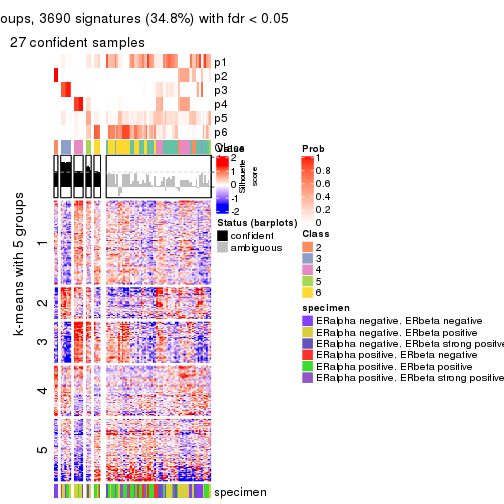 oups, 3690 signatures (34.8%) with fdr < 0.05
27 confident samples
p1
p2
p3
p4
p5
p6
Class
Value
2
1
0
-1
-2
Silhouette
score
Status (barplots)
confident
ambiguous
Prob
1
0.8
0.6
0.4
0.2
0
Class
2
3
4
5
6
specimen
ERalpha negative. ERbeta negative
ERalpha negative. ERbeta positive
ERalpha negative. ERbeta strong positive
ERalpha positive. ERbeta negative
ERalpha positive. ERbeta positive
ERalpha positive. ERbeta strong positive
k-means with 5 groups
1
2
3
4
5
specimen